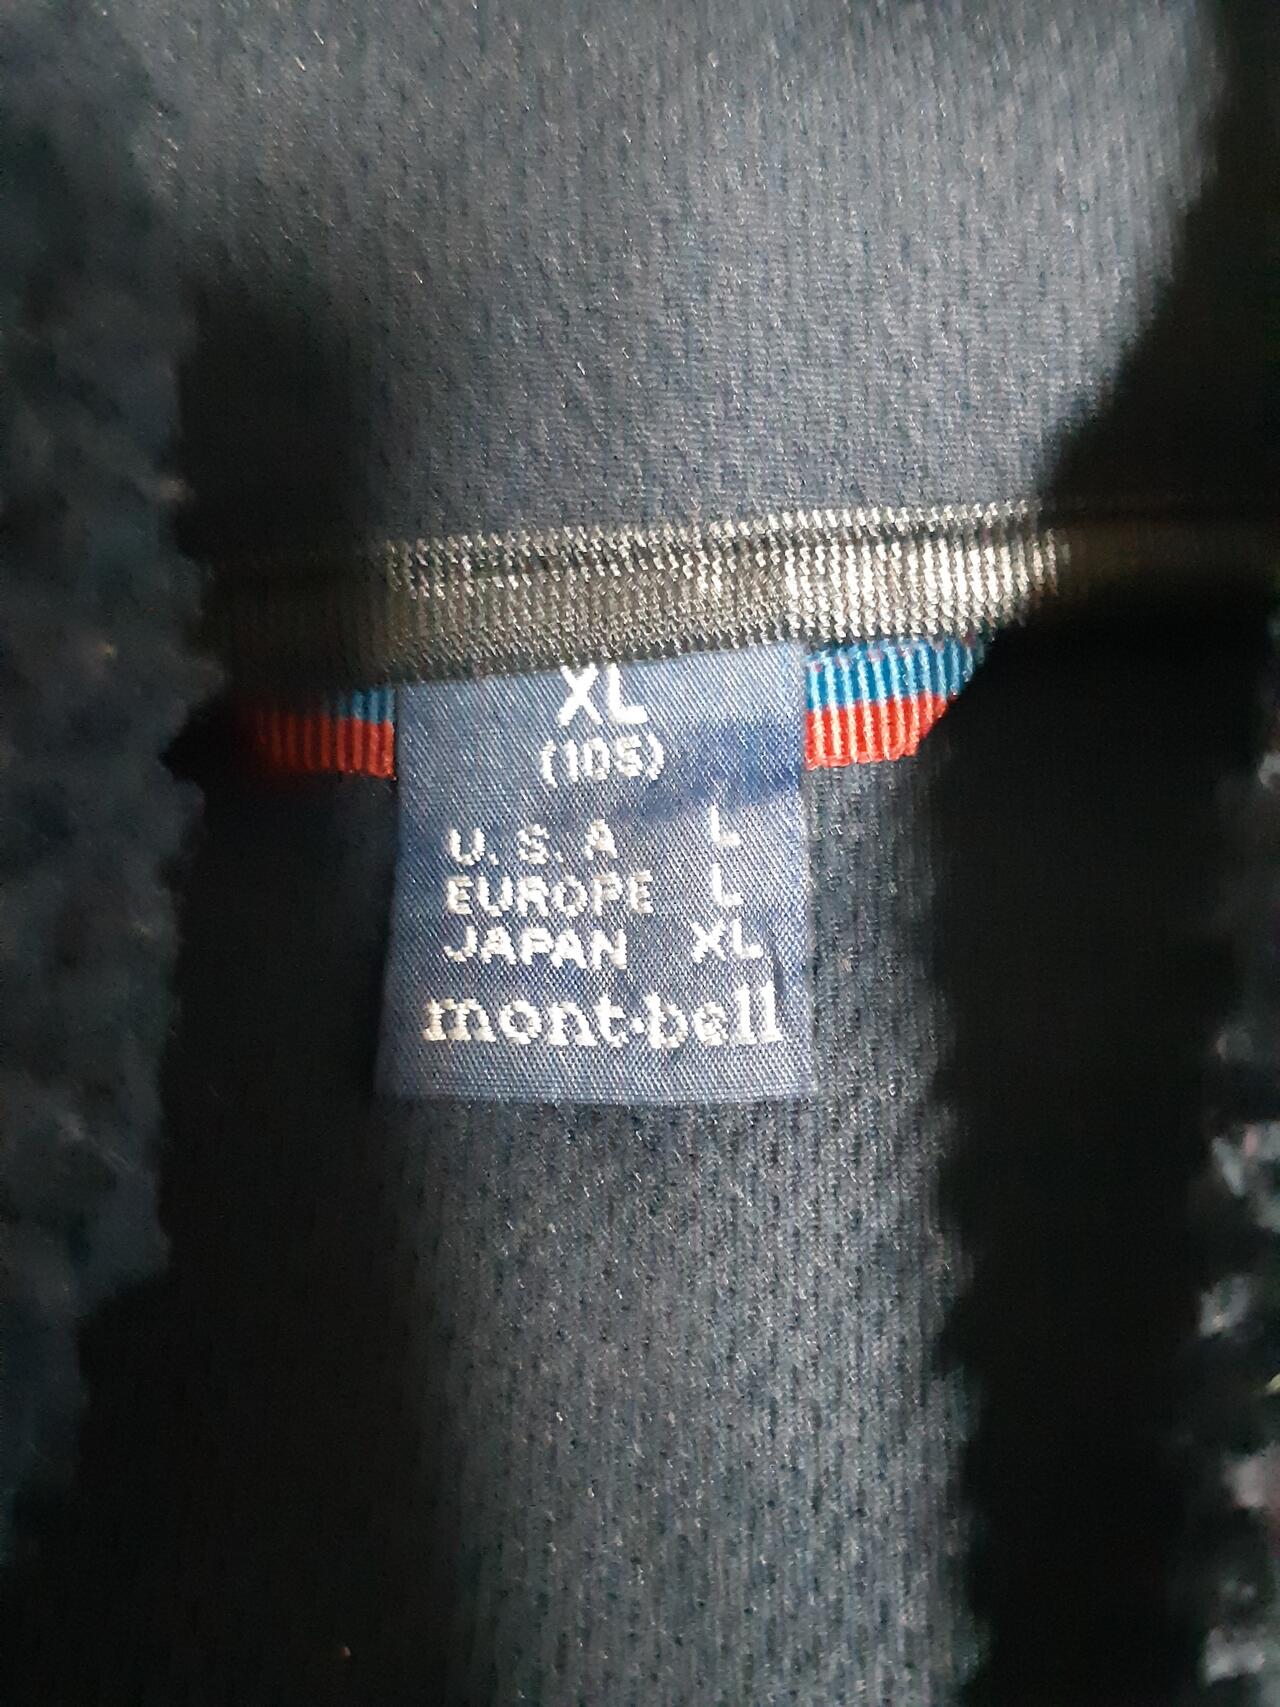 XL
(105)
U.S.A L
EUROPE L
JAPAN XL
mont·bell